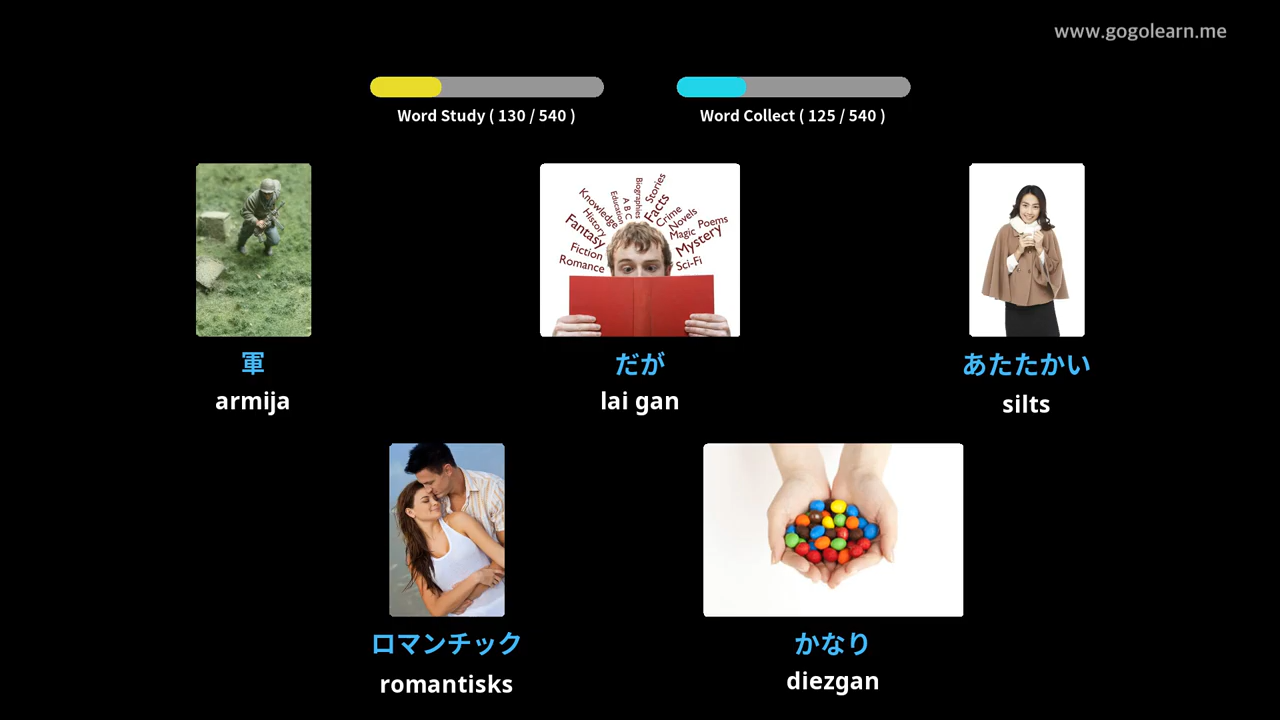 www.gogolearn.me
Word Study ( 130 / 540 )
Word Collect ( 125 / 540 )
Knowledge
History
Fantasy
Fiction
Romance
Education
A B C
Biographies
Stories
Facts
Crime
Novels
Magic
Poems
Mystery
Sci-Fi
軍
armija
だが
lai gan
あたたかい
silts
ロマンチック
romantisks
かなり
diezgan